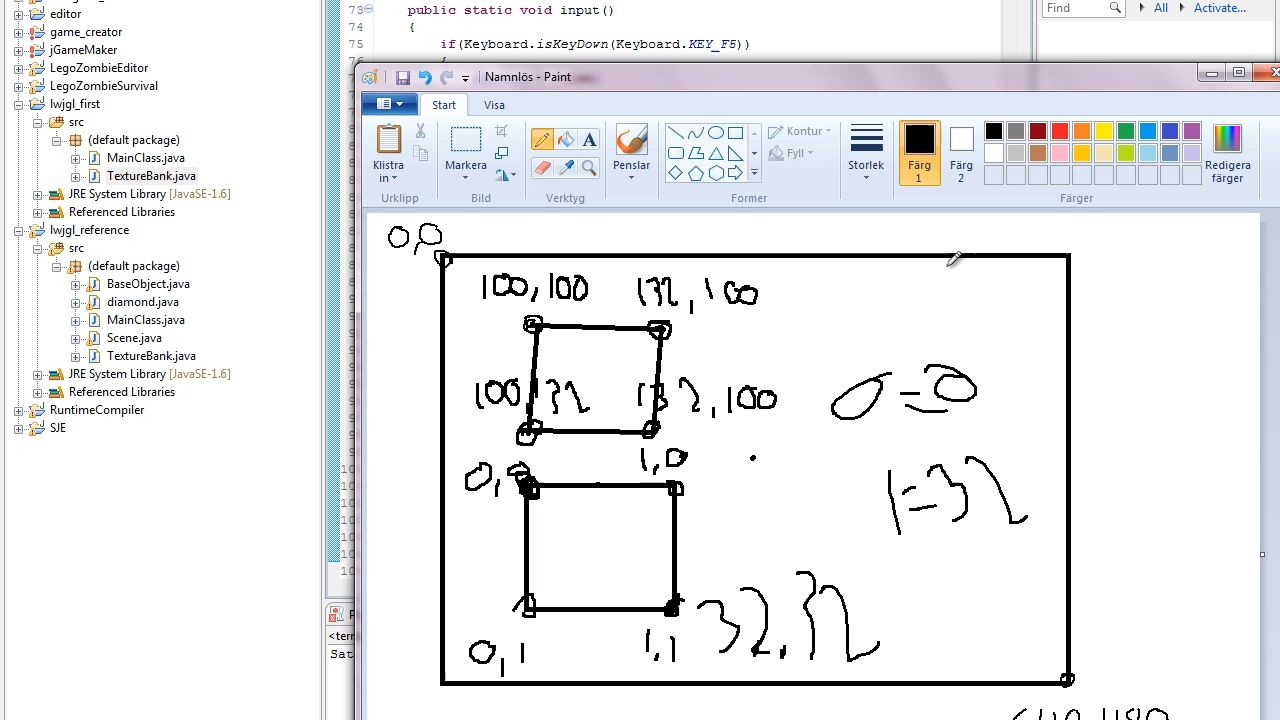 editor
game_creator
jGameMaker
LegoZombieEditor
LegoZombieSurvival
lwjgl_first
src
(default package)
MainClass.java
TextureBank.java
JRE System Library [JavaSE-1.6]
Referenced Libraries
lwjgl_reference
src
(default package)
BaseObject.java
diamond.java
MainClass.java
Scene.java
TextureBank.java
JRE System Library [JavaSE-1.6]
Referenced Libraries
RuntimeCompiler
SJE
73 public static void input()
74 {
75 if(Keyboard.isKeyDown(Keyboard.KEY_F5))
Find All Activate...
Namnlös - Paint
Start Visa
Klistra in
Urklipp
Markera
Bild
Verktyg
Penslar
Kontur
Fyll
Former
Storlek
Färg 1
Färg 2
Redigera färger
Färger
0,0
100,100 132,100
100,32 132,100
0=0
0, 1,0
1=32
0,1 1,1 32,32